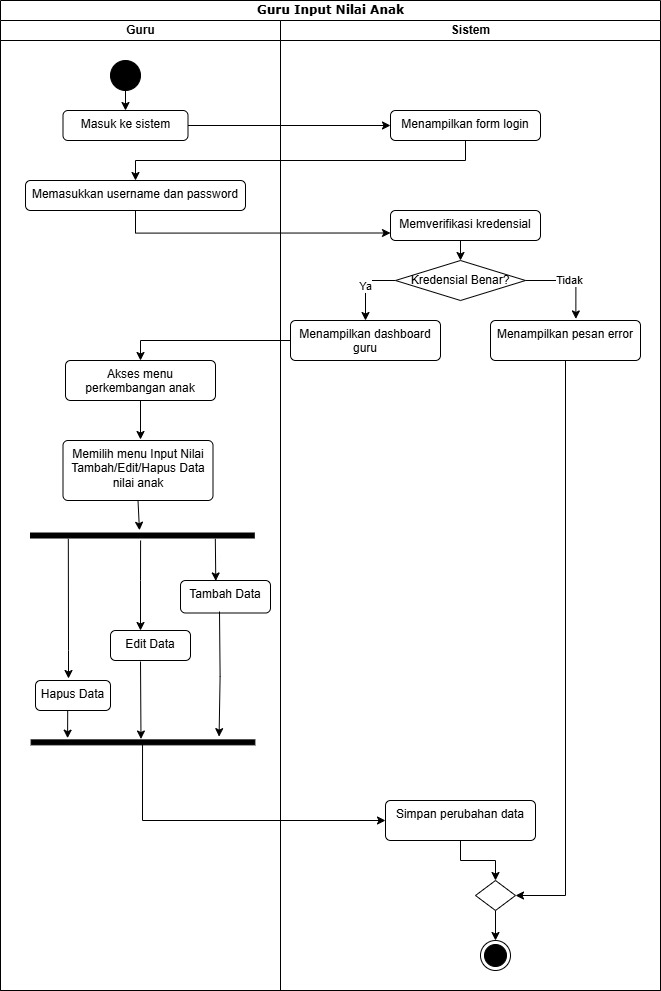 Guru Input Nilai Anak
Guru
Sistem
Masuk ke sistem
Menampilkan form login
Memasukkan username dan password
Memverifikasi kredensial
Kredensial Benar?
Ya
Tidak
Menampilkan dashboard
guru
Menampilkan pesan error
Akses menu
perkembangan anak
Memilih menu Input Nilai
Tambah/Edit/Hapus Data
nilai anak
Tambah Data
Edit Data
Hapus Data
Simpan perubahan data